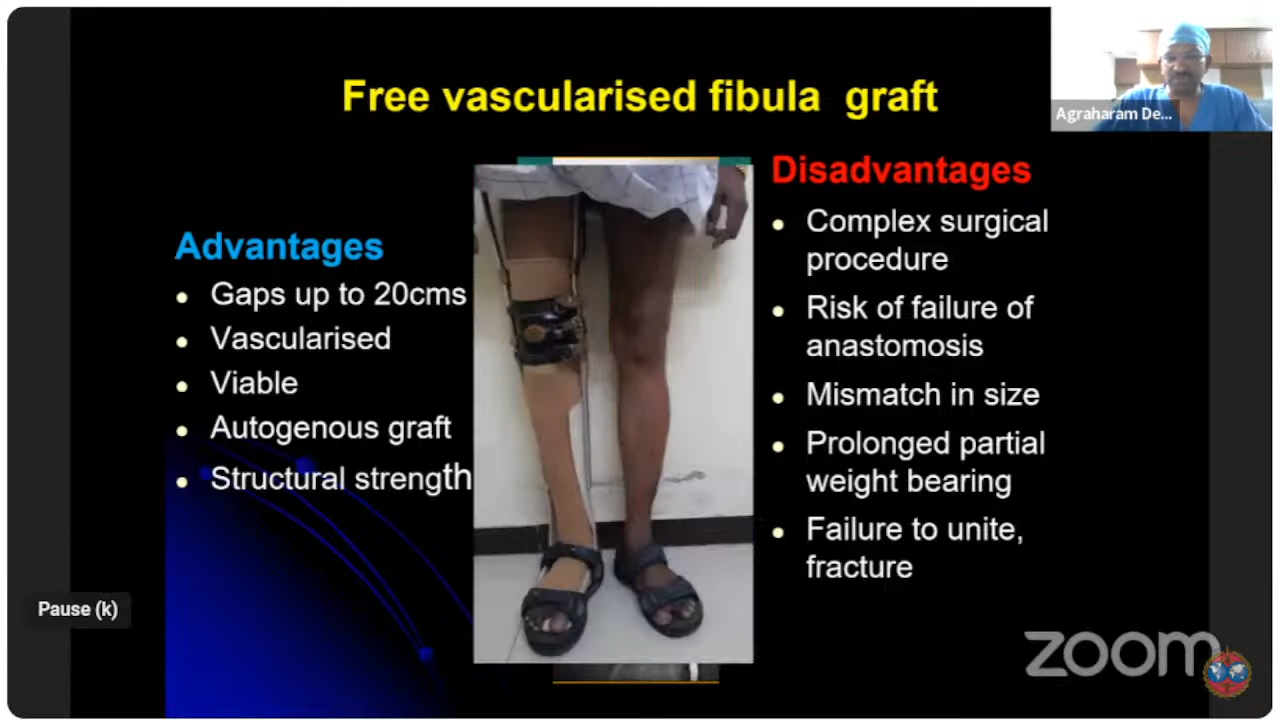 Free vascularised fibula graft
Agraharam De...
Advantages
Gaps up to 20cms
Vascularised
Viable
Autogenous graft
Structural strength
Disadvantages
Complex surgical
procedure
Risk of failure of
anastomosis
Mismatch in size
Prolonged partial
weight bearing
Failure to unite,
fracture
Pause (k)
zoom